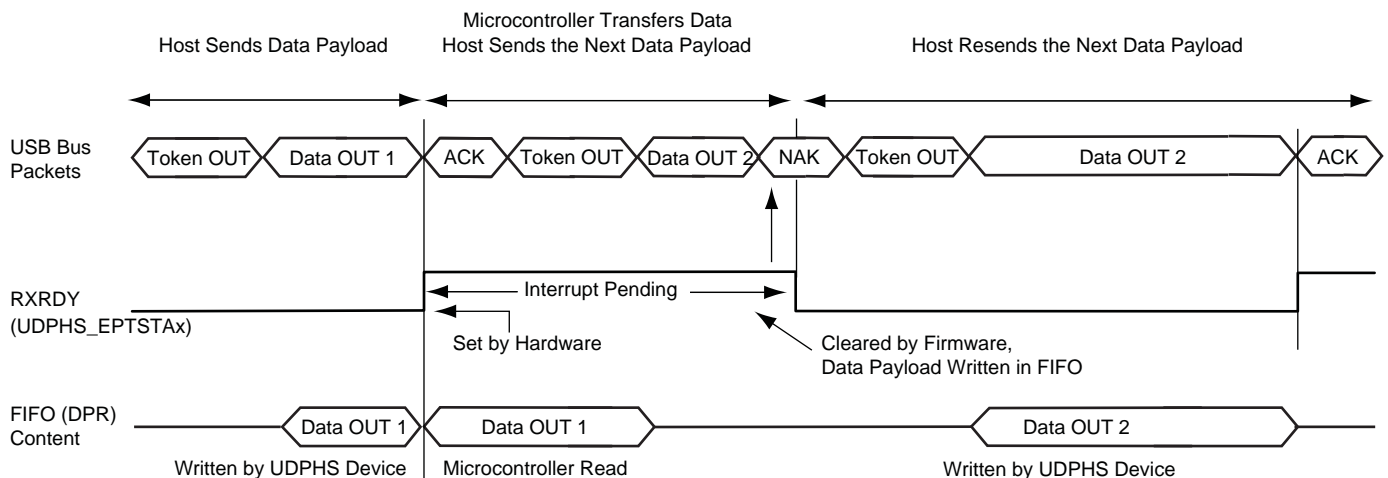 Microcontroller Transfers Data
Host Sends Data Payload
Host Sends the Next Data Payload
Host Resends the Next Data Payload
USB Bus
Packets
Token OUT
Data OUT 1
ACK
Token OUT
Data OUT 2
NAK
Token OUT
Data OUT 2
ACK
RXRDY
(UDPHS_EPTSTAx)
Interrupt Pending
Set by Hardware
Cleared by Firmware,
Data Payload Written in FIFO
FIFO (DPR)
Content
Data OUT 1
Data OUT 1
Data OUT 2
Written by UDPHS Device
Microcontroller Read
Written by UDPHS Device